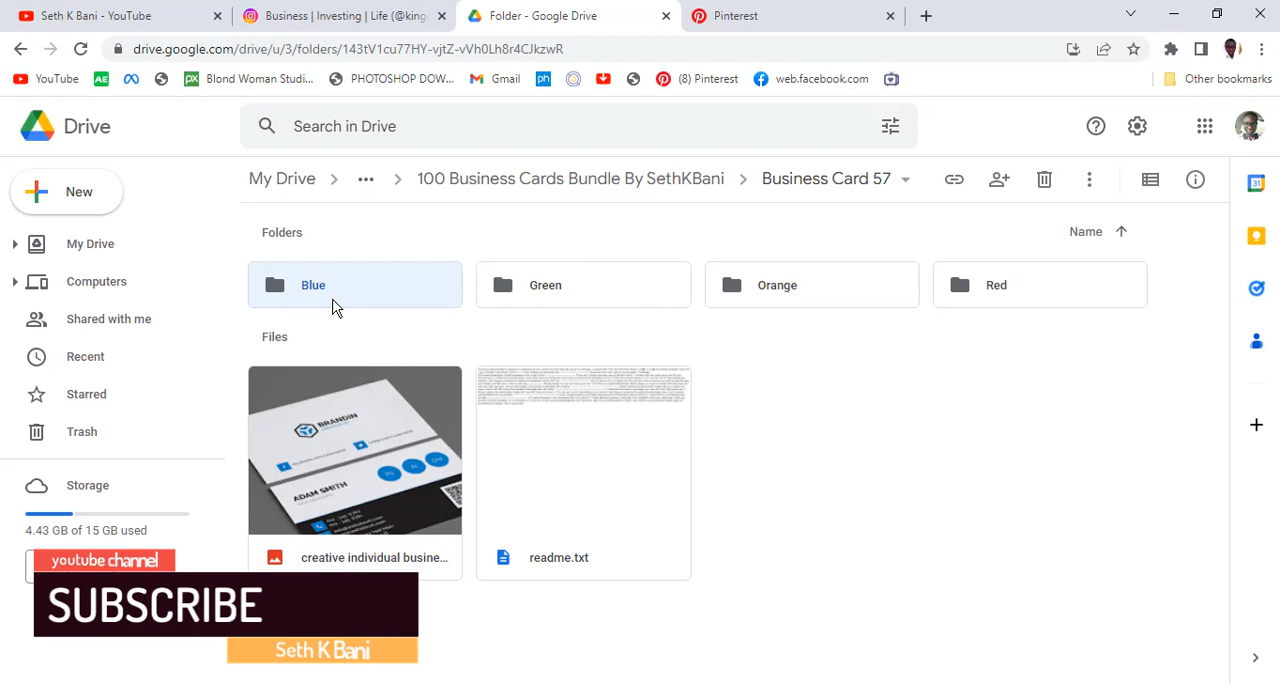 Seth K Bani - YouTube
Business | Investing | Life (@king
Folder - Google Drive
Pinterest
drive.google.com/drive/u/3/folders/143tV1cu77HY-vjtZ-vVh0Lh8r4CJkzwR
YouTube
AE
PX
Blond Woman Studi...
PHOTOSHOP DOW...
Gmail
ph
(8) Pinterest
web.facebook.com
Other bookmarks
Drive
Search in Drive
New
My Drive
...
100 Business Cards Bundle By SethKBani
Business Card 57
31
My Drive
Computers
Shared with me
Recent
Starred
Trash
Storage
4.43 GB of 15 GB used
Folders
Name
Blue
Green
Orange
Red
Files
BRANDIN
ADAM SMITH
creative individual busine...
readme.txt
youtube channel
SUBSCRIBE
Seth K Bani